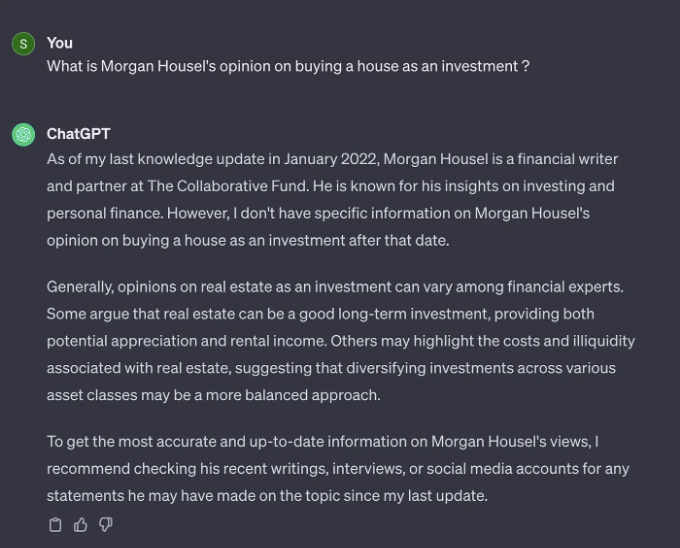 S
You
What is Morgan Housel's opinion on buying a house as an investment ?
ChatGPT
As of my last knowledge update in January 2022, Morgan Housel is a financial writer
and partner at The Collaborative Fund. He is known for his insights on investing and
personal finance. However, I don't have specific information on Morgan Housel's
opinion on buying a house as an investment after that date.
Generally, opinions on real estate as an investment can vary among financial experts.
Some argue that real estate can be a good long-term investment, providing both
potential appreciation and rental income. Others may highlight the costs and illiquidity
associated with real estate, suggesting that diversifying investments across various
asset classes may be a more balanced approach.
To get the most accurate and up-to-date information on Morgan Housel's views, I
recommend checking his recent writings, interviews, or social media accounts for any
statements he may have made on the topic since my last update.